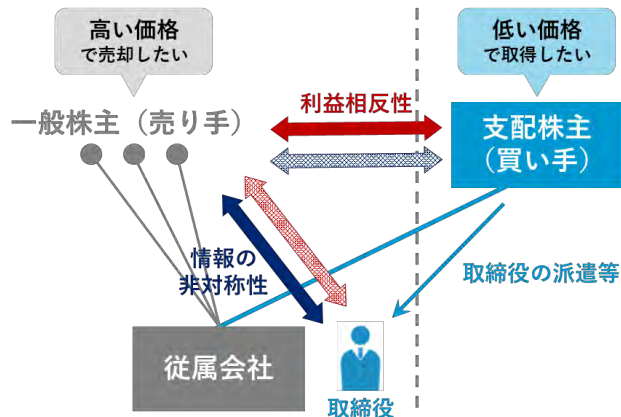 高い価格
で売却したい
低い価格
で取得したい
一般株主（売り手）
利益相反性
支配株主
（買い手）
情報の
非対称性
取締役の派遣等
従属会社
取締役